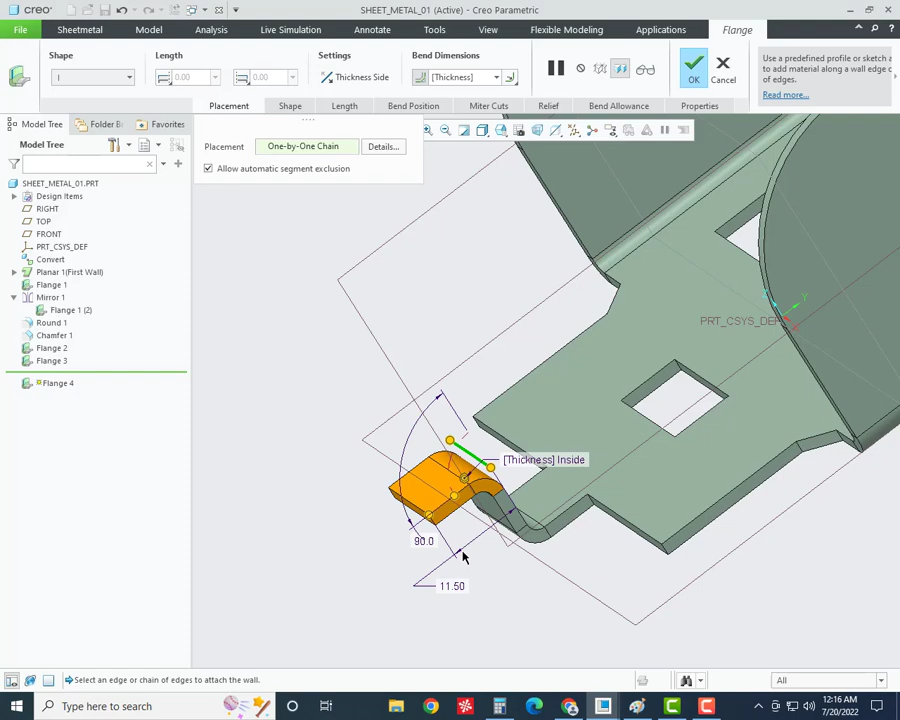 creo®
SHEET_METAL_01 (Active) - Creo Parametric
File Sheetmetal Model Analysis Live Simulation Annotate Tools View Flexible Modeling Applications Flange
Shape Length Settings Bend Dimensions
I 0.00 0.00 Thickness Side [Thickness]
OK Cancel
Use a predefined profile or sketch a
to add material along a wall edge o
of edges.
Read more...
Placement Shape Length Bend Position Miter Cuts Relief Bend Allowance Properties
Model Tree Folder Bro Favorites
Model Tree
Placement One-by-One Chain Details...
Allow automatic segment exclusion
SHEET_METAL_01.PRT
Design Items
RIGHT
TOP
FRONT
PRT_CSYS_DEF
Convert
Planar 1(First Wall)
Flange 1
Mirror 1
Flange 1 (2)
Round 1
Chamfer 1
Flange 2
Flange 3
Flange 4
Z
Y
PRT_CSYS_DEF
[Thickness] Inside
90.0
11.50
Select an edge or chain of edges to attach the wall.
All
Type here to search
12:16 AM
7/20/2022